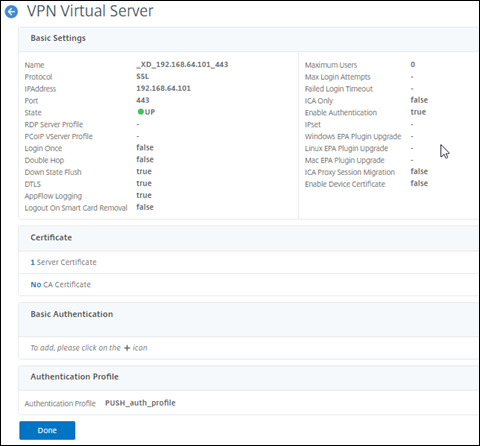 VPN Virtual Server
Basic Settings
Name _XD_192.168.64.101_443
Protocol SSL
IPAddress 192.168.64.101
Port 443
State UP
RDP Server Profile -
PCoIP VServer Profile -
Login Once false
Double Hop false
Down State Flush true
DTLS true
AppFlow Logging true
Logout On Smart Card Removal false
Maximum Users 0
Max Login Attempts -
Failed Login Timeout -
ICA Only false
Enable Authentication true
IPset -
Windows EPA Plugin Upgrade -
Linux EPA Plugin Upgrade -
Mac EPA Plugin Upgrade -
ICA Proxy Session Migration false
Enable Device Certificate false
Certificate
1 Server Certificate
No CA Certificate
Basic Authentication
To add, please click on the + icon
Authentication Profile
Authentication Profile PUSH_auth_profile
Done